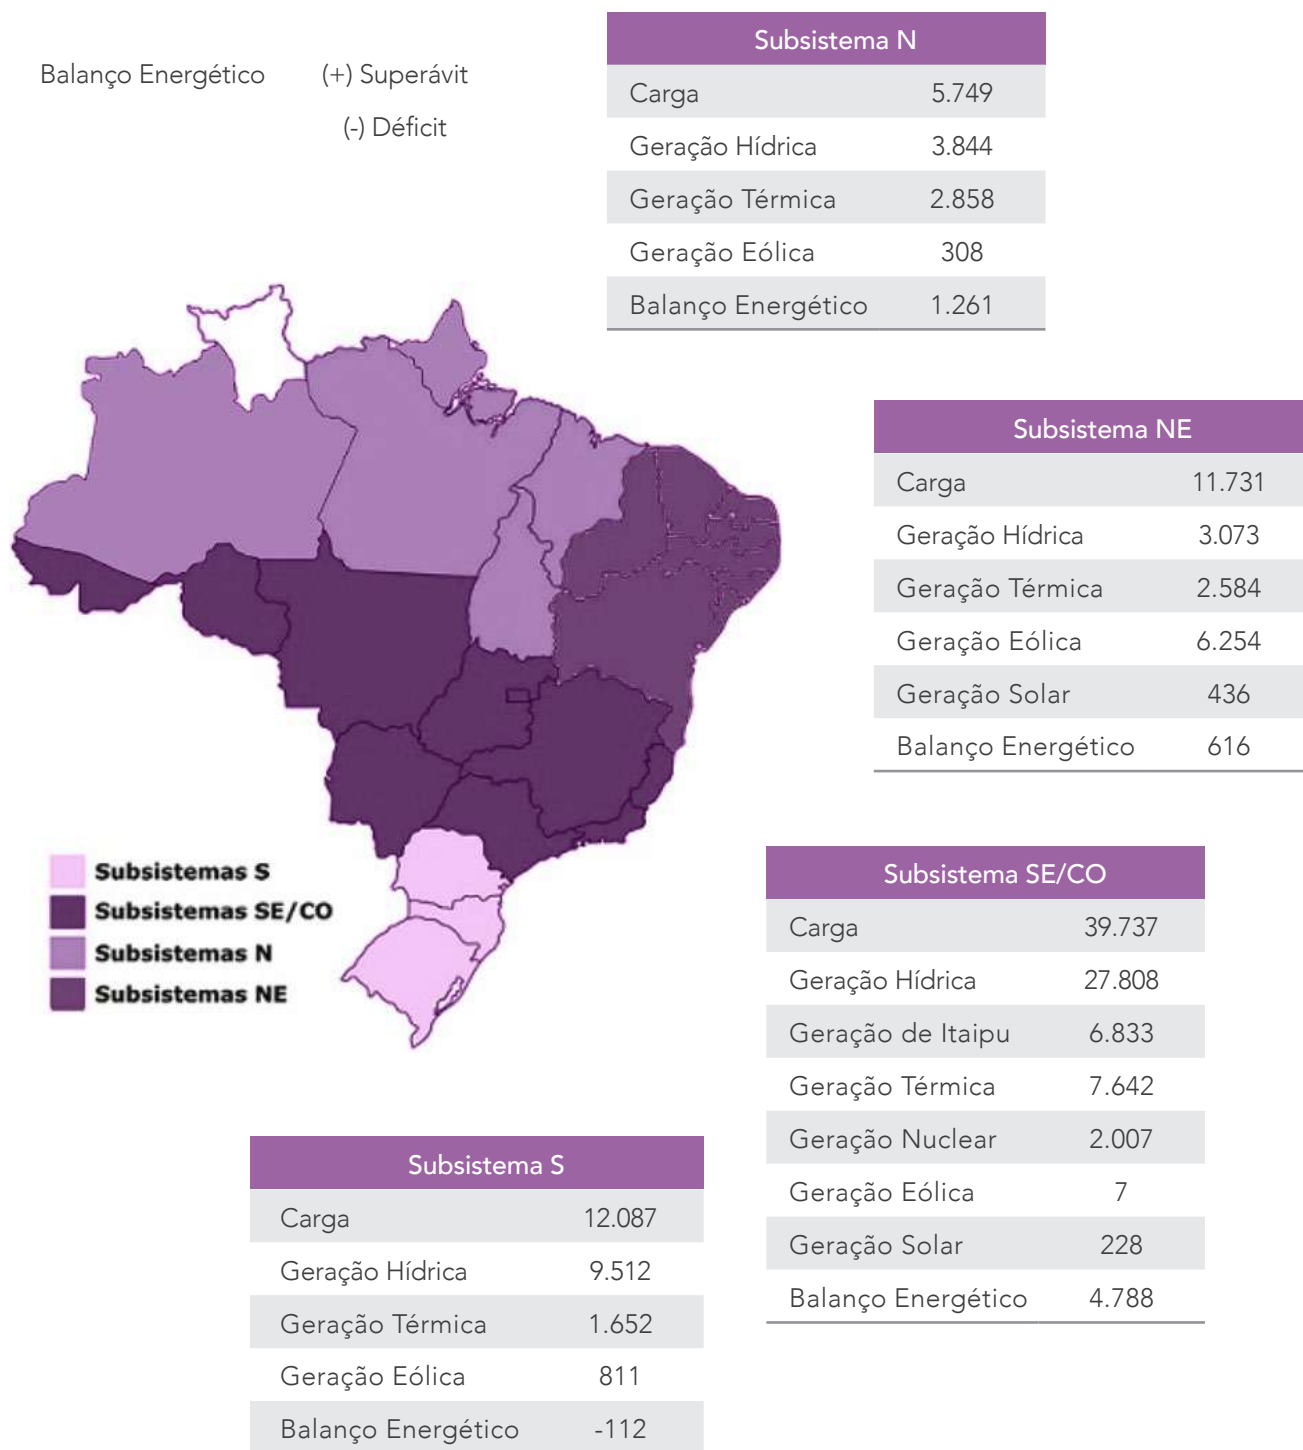 Balanço Energético (+) Superávit
(-) Déficit
Subsistema N
Carga 5.749
Geração Hídrica 3.844
Geração Térmica 2.858
Geração Eólica 308
Balanço Energético 1.261
Subsistema NE
Carga 11.731
Geração Hídrica 3.073
Geração Térmica 2.584
Geração Eólica 6.254
Geração Solar 436
Balanço Energético 616
Subsistemas S
Subsistemas SE/CO
Subsistemas N
Subsistemas NE
Subsistema SE/CO
Carga 39.737
Geração Hídrica 27.808
Geração de Itaipu 6.833
Geração Térmica 7.642
Geração Nuclear 2.007
Geração Eólica 7
Geração Solar 228
Balanço Energético 4.788
Subsistema S
Carga 12.087
Geração Hídrica 9.512
Geração Térmica 1.652
Geração Eólica 811
Balanço Energético -112